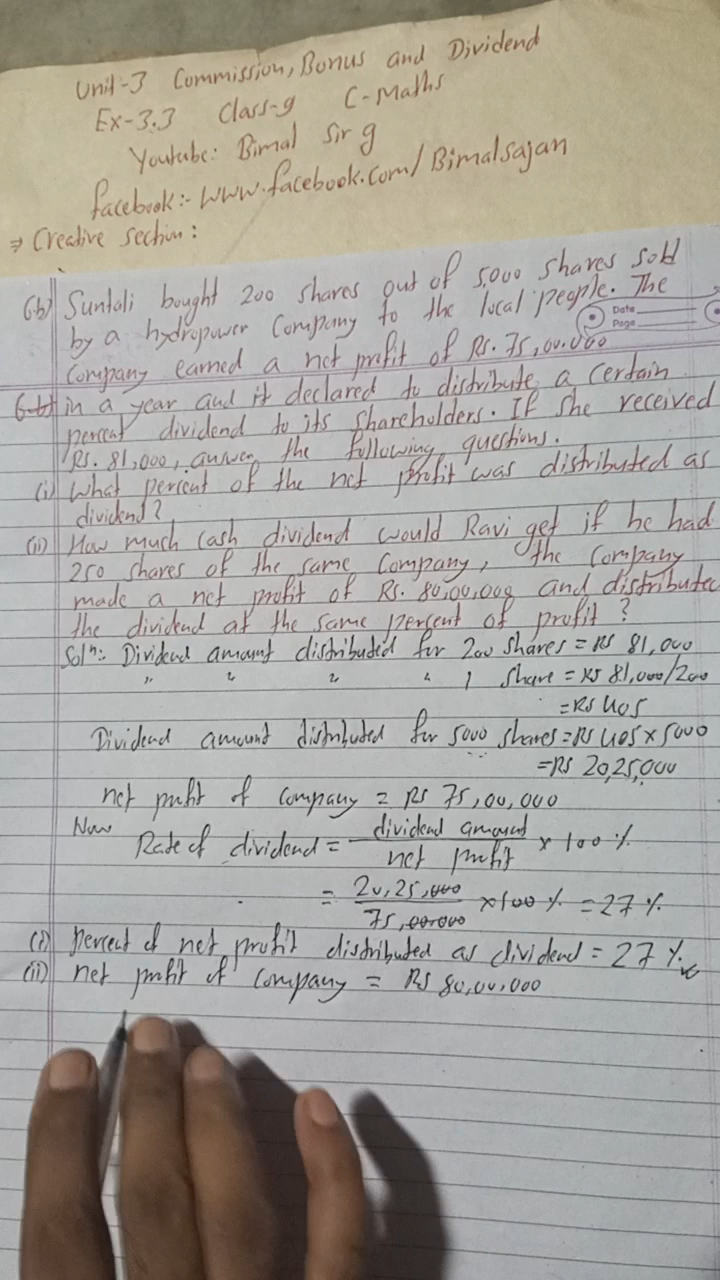 Unit-3 Commission, Bonus and Dividend
Ex-3.3 Class-9 C-Maths
Youtube: Bimal Sir g
facebook:- www.facebook.com/Bimalsajan
⇒ Creative section:
6b) Suntali bought 200 shares out of 5,000 shares sold
by a hydropower Company to the local people. The
Date
Page
Company earned a net profit of Rs. 75,00,000
in a year and it declared to distribute a certain
percent dividend to its shareholders. If she received
Rs. 81,000, answer the following questions.
(i) What percent of the net profit was distributed as
dividend?
(ii) How much cash dividend would Ravi get if he had
250 shares of the same Company, the Company
made a net profit of Rs. 80,00,000 and distributed
the dividend at the same percent of profit?
Solⁿ: Dividend amount distributed for 200 shares = Rs 81,000
" " " " 1 share = Rs 81,000/200
= Rs 405
Dividend amount distributed for 5000 shares = Rs 405 × 5000
= Rs 20,25,000
net profit of company = Rs 75,00,000
Now
Rate of dividend = dividend amount / net profit × 100 %
= 20,25,000 / 75,00,000 × 100 % = 27 %
(i) percent of net profit distributed as dividend = 27 %
(ii) net profit of Company = Rs 80,00,000